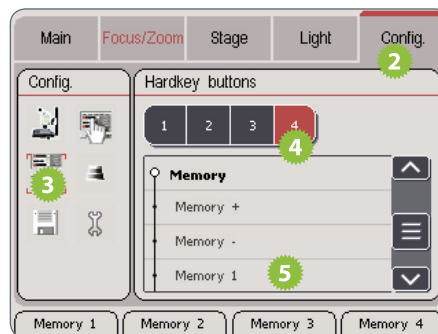 Main Focus/Zoom Stage Light Config.
2
Config. Hardkey buttons
1 2 3 4
4
3
Memory
Memory +
Memory -
Memory 1 5
Memory 1 Memory 2 Memory 3 Memory 4